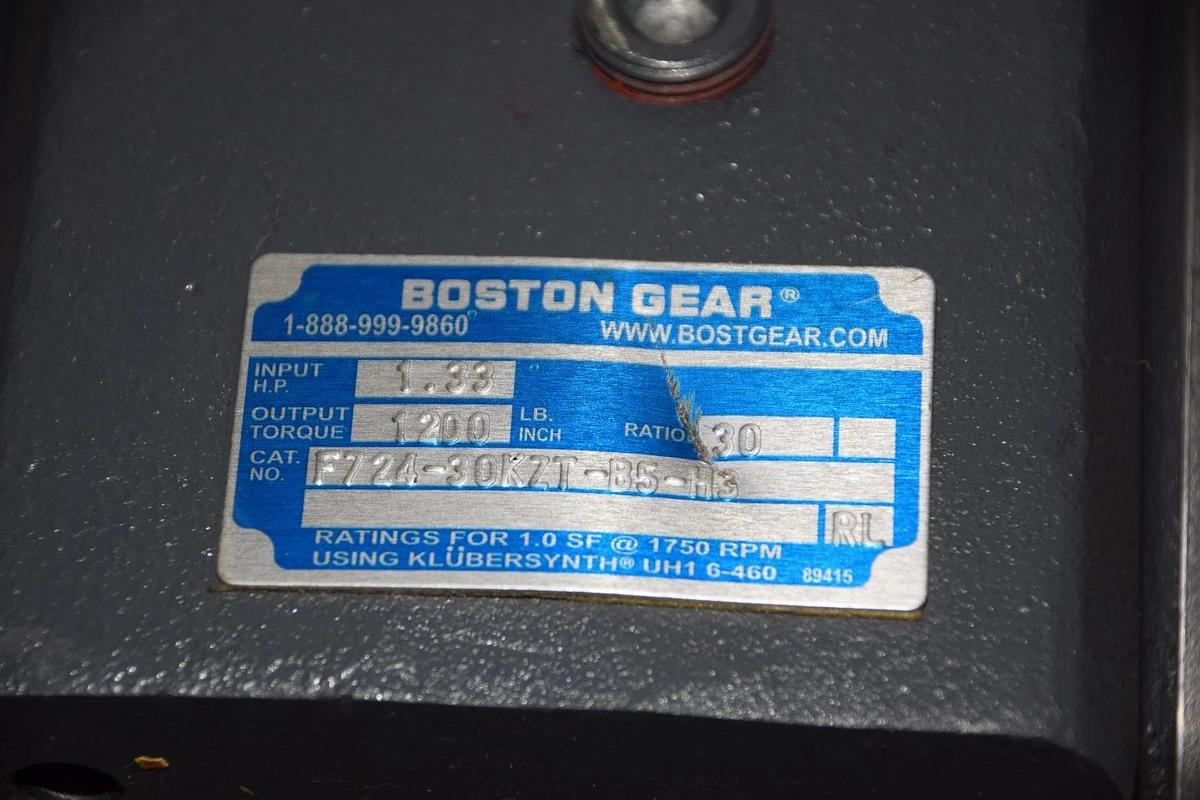 BOSTON GEAR®
1-888-999-9860 WWW.BOSTGEAR.COM
INPUT H.P. 1.33
OUTPUT TORQUE 1200 LB. INCH RATIO 30
CAT. NO. F724-30KZT-B5-H3
RL
RATINGS FOR 1.0 SF @ 1750 RPM
USING KLÜBERSYNTH® UH1 6-460 89415